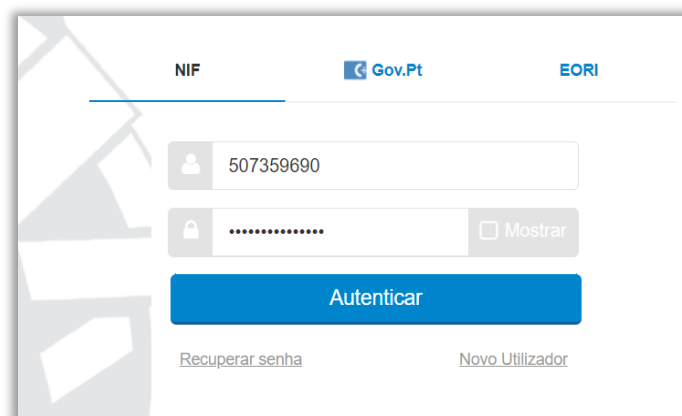 NIF Gov.Pt EORI
507359690
••••••••••••••• Mostrar
Autenticar
Recuperar senha Novo Utilizador